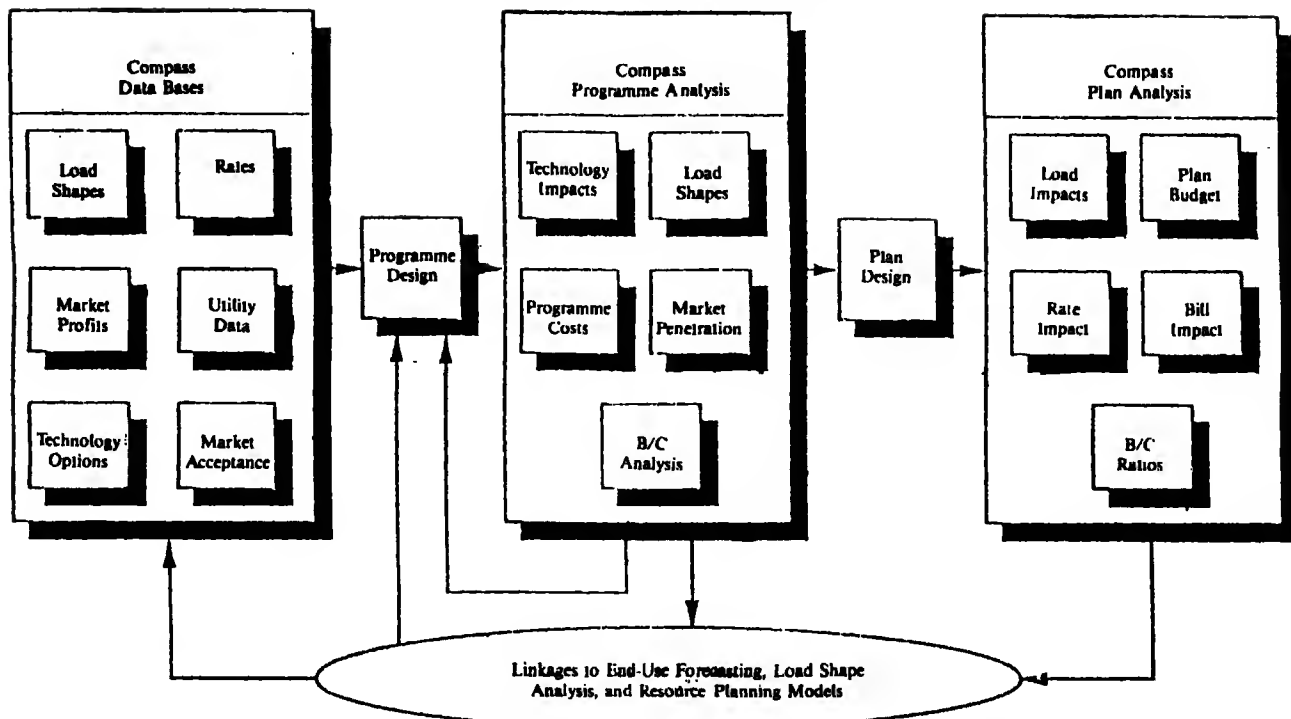 Compass
Data Bases
Load
Shapes
Rates
Market
Profits
Utility
Data
Technology
Options
Market
Acceptance
Programme
Design
Compass
Programme Analysis
Technology
Impacts
Load
Shapes
Programme
Costs
Market
Penetration
B/C
Analysis
Plan
Design
Compass
Plan Analysis
Load
Impacts
Plan
Budget
Rate
Impact
Bill
Impact
B/C
Ratios
Linkages to End-Use Forecasting, Load Shape
Analysis, and Resource Planning Models